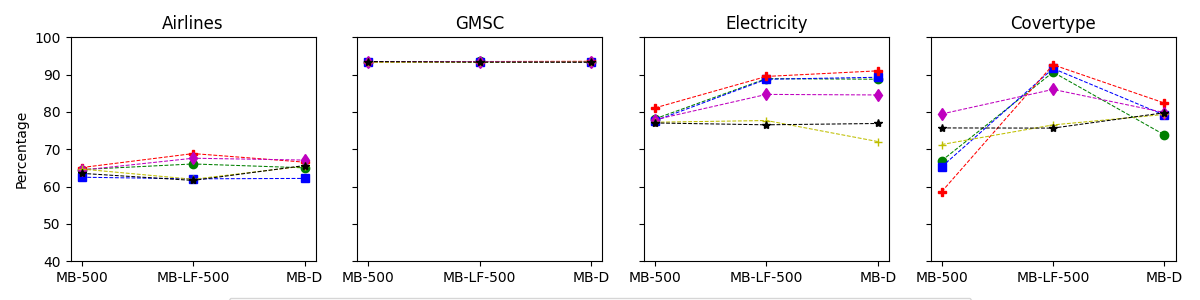 Airlines GMSC Electricity Covertype
Percentage
100
90
80
70
60
50
40
MB-500 MB-LF-500 MB-D MB-500 MB-LF-500 MB-D MB-500 MB-LF-500 MB-D MB-500 MB-LF-500 MB-D